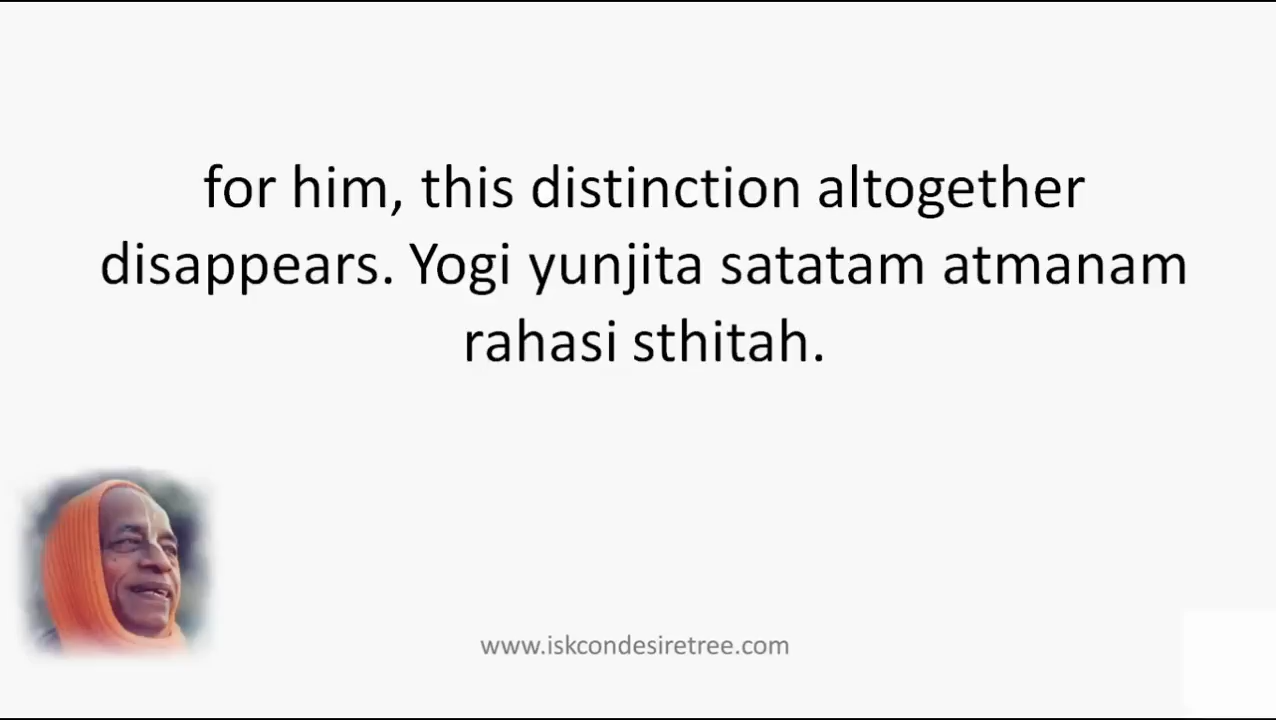 for him, this distinction altogether
disappears. Yogi yunjita satatam atmanam
rahasi sthitah.
www.iskcondesiretree.com